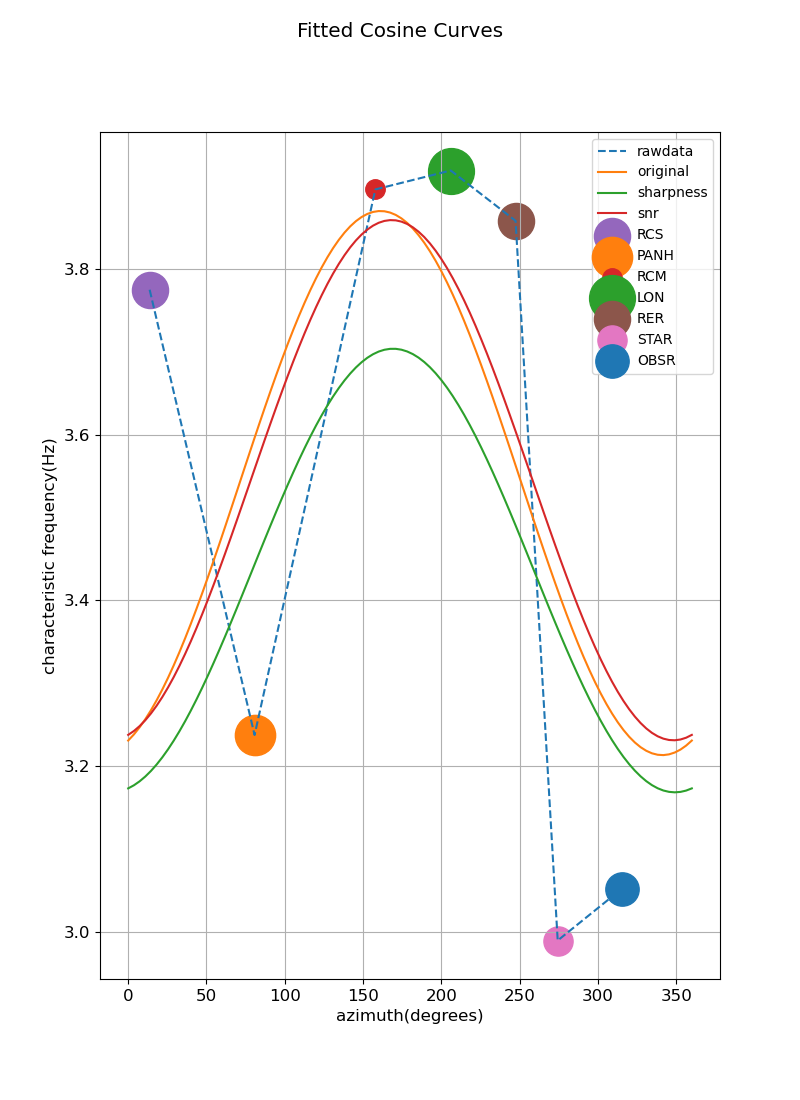 Fitted Cosine Curves
rawdata
original
sharpness
snr
RCS
PANH
RCM
LON
RER
STAR
OBSR
characteristic frequency(Hz)
3.8
3.6
3.4
3.2
3.0
0 50 100 150 200 250 300 350
azimuth(degrees)